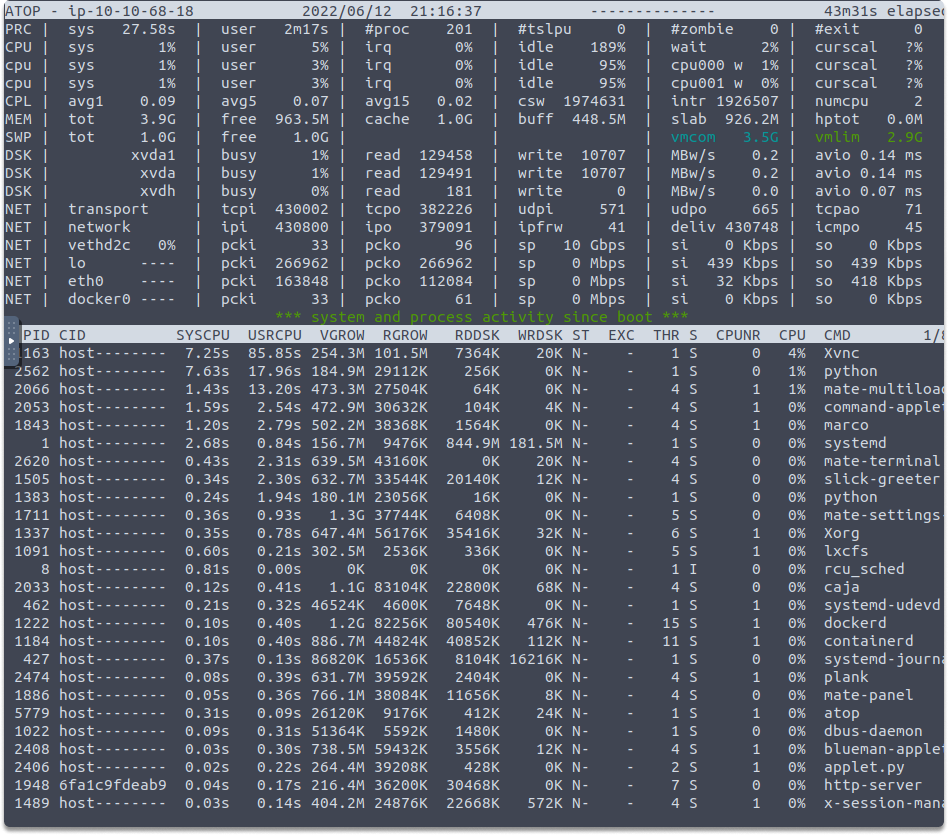 ATOP - ip-10-10-68-18 2022/06/12 21:16:37 -------------- 43m31s elapsed
PRC | sys 27.58s | user 2m17s | #proc 201 | #tslpu 0 | #zombie 0 | #exit 0
CPU | sys 1% | user 5% | irq 0% | idle 189% | wait 2% | curscal ?%
cpu | sys 1% | user 3% | irq 0% | idle 95% | cpu000 w 1% | curscal ?%
cpu | sys 1% | user 3% | irq 0% | idle 95% | cpu001 w 0% | curscal ?%
CPL | avg1 0.09 | avg5 0.07 | avg15 0.02 | csw 1974631 | intr 1926507 | numcpu 2
MEM | tot 3.9G | free 963.5M | cache 1.0G | buff 448.5M | slab 926.2M | hptot 0.0M
SWP | tot 1.0G | free 1.0G | | | vmcom 3.5G | vmlim 2.9G
DSK | xvda1 | busy 1% | read 129458 | write 10707 | MBw/s 0.2 | avio 0.14 ms
DSK | xvda | busy 1% | read 129491 | write 10707 | MBw/s 0.2 | avio 0.14 ms
DSK | xvdh | busy 0% | read 181 | write 0 | MBw/s 0.0 | avio 0.07 ms
NET | transport | tcpi 430002 | tcpo 382226 | udpi 571 | udpo 665 | tcpao 71
NET | network | ipi 430800 | ipo 379091 | ipfrw 41 | deliv 430748 | icmpo 45
NET | vethd2c 0% | pcki 33 | pcko 96 | sp 10 Gbps | si 0 Kbps | so 0 Kbps
NET | lo ---- | pcki 266962 | pcko 266962 | sp 0 Mbps | si 439 Kbps | so 439 Kbps
NET | eth0 ---- | pcki 163848 | pcko 112084 | sp 0 Mbps | si 32 Kbps | so 418 Kbps
NET | docker0 ---- | pcki 33 | pcko 61 | sp 0 Mbps | si 0 Kbps | so 0 Kbps
*** system and process activity since boot ***
PID CID SYSCPU USRCPU VGROW RGROW RDDSK WRDSK ST EXC THR S CPUNR CPU CMD 1/8
163 host-------- 7.25s 85.85s 254.3M 101.5M 7364K 20K N- - 1 S 0 4% Xvnc
2562 host-------- 7.63s 17.96s 184.9M 29112K 256K 0K N- - 1 S 0 1% python
2066 host-------- 1.43s 13.20s 473.3M 27504K 64K 0K N- - 4 S 1 1% mate-multiload
2053 host-------- 1.59s 2.54s 472.9M 30632K 104K 4K N- - 4 S 1 0% command-applet
1843 host-------- 1.20s 2.79s 502.2M 38368K 1564K 0K N- - 4 S 1 0% marco
1 host-------- 2.68s 0.84s 156.7M 9476K 844.9M 181.5M N- - 1 S 0 0% systemd
2620 host-------- 0.43s 2.31s 639.5M 43160K 0K 20K N- - 4 S 1 0% mate-terminal
1505 host-------- 0.34s 2.30s 632.7M 33544K 20140K 12K N- - 4 S 1 0% slick-greeter
1383 host-------- 0.24s 1.94s 180.1M 23056K 16K 0K N- - 1 S 0 0% python
1711 host-------- 0.36s 0.93s 1.3G 37744K 6408K 0K N- - 5 S 0 0% mate-settings-
1337 host-------- 0.35s 0.78s 647.4M 56176K 35416K 32K N- - 6 S 1 0% Xorg
1091 host-------- 0.60s 0.21s 302.5M 2536K 336K 0K N- - 5 S 1 0% lxcfs
8 host-------- 0.81s 0.00s 0K 0K 0K 0K N- - 1 I 0 0% rcu_sched
2033 host-------- 0.12s 0.41s 1.1G 83104K 22800K 68K N- - 4 S 0 0% caja
462 host-------- 0.21s 0.32s 46524K 4600K 7648K 0K N- - 1 S 1 0% systemd-udevd
1222 host-------- 0.10s 0.40s 1.2G 82256K 80540K 476K N- - 15 S 0 0% dockerd
1184 host-------- 0.10s 0.40s 886.7M 44824K 40852K 112K N- - 11 S 1 0% containerd
427 host-------- 0.37s 0.13s 86820K 16536K 8104K 16216K N- - 1 S 0 0% systemd-journa
2474 host-------- 0.08s 0.39s 631.7M 39592K 2404K 0K N- - 4 S 1 0% plank
1886 host-------- 0.05s 0.36s 766.1M 38084K 11656K 8K N- - 4 S 0 0% mate-panel
5779 host-------- 0.31s 0.09s 26120K 9176K 412K 24K N- - 1 S 1 0% atop
1022 host-------- 0.09s 0.31s 51364K 5592K 1480K 0K N- - 1 S 0 0% dbus-daemon
2408 host-------- 0.03s 0.30s 738.5M 59432K 3556K 12K N- - 4 S 1 0% blueman-applet
2406 host-------- 0.02s 0.22s 264.4M 39208K 428K 0K N- - 2 S 1 0% applet.py
1948 6fa1c9fdeab9 0.04s 0.17s 216.4M 36200K 30468K 0K N- - 7 S 0 0% http-server
1489 host-------- 0.03s 0.14s 404.2M 24876K 22668K 572K N- - 4 S 1 0% x-session-mana